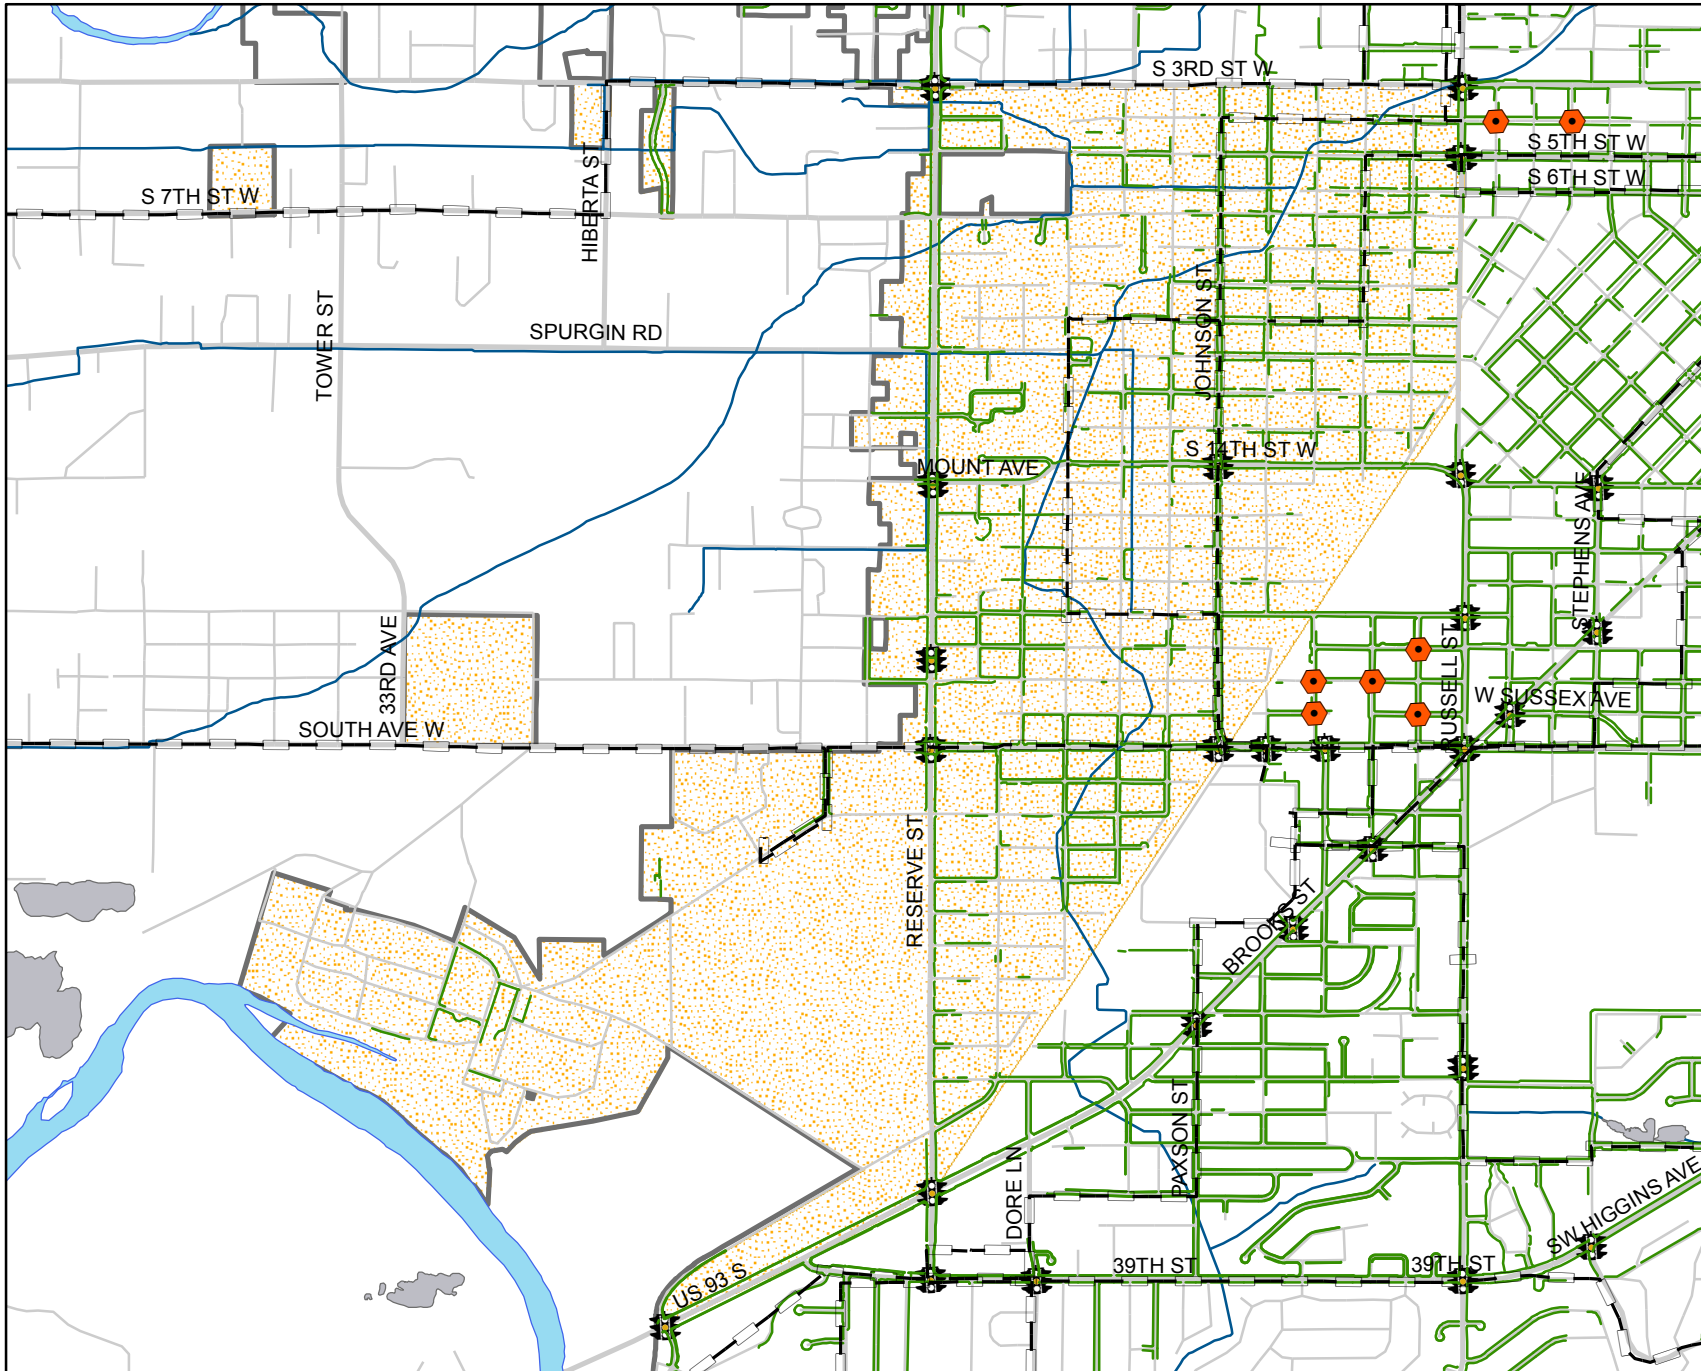 S 3RD ST W
S 5TH ST W
S 6TH ST W
S 7TH ST W
HIBERTA ST
TOWER ST
SPURGIN RD
JOHNSON ST
S 14TH ST W
MOUNT AVE
STEPHENS AVE
33RD AVE
RUSSELL ST
W SUSSEX AVE
SOUTH AVE W
RESERVE ST
BROOKS ST
PAXSON ST
DORE LN
SW HIGGINS AVE
39TH ST
39TH ST
US 93 S